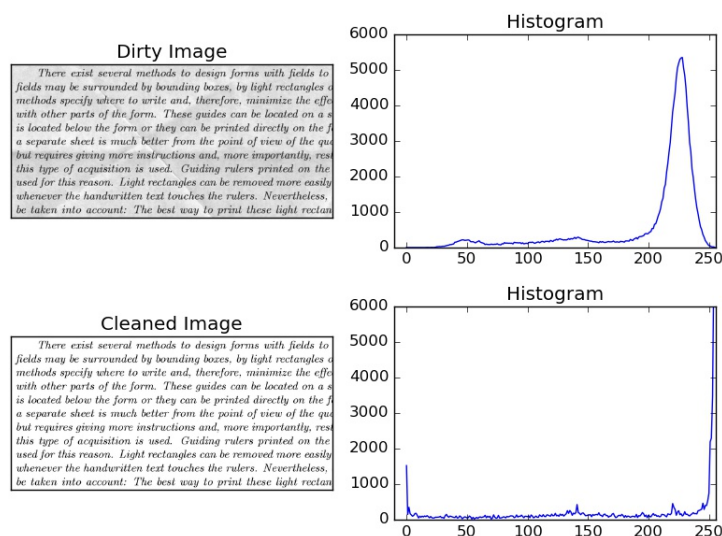 Dirty Image
There exist several methods to design forms with fields to
fields may be surrounded by bounding boxes, by light rectangles o
methods specify where to write and, therefore, minimize the effe
with other parts of the form. These guides can be located on a s
is located below the form or they can be printed directly on the f
a separate sheet is much better from the point of view of the qua
but requires giving more instructions and, more importantly, rest
this type of acquisition is used. Guiding rulers printed on the
used for this reason. Light rectangles can be removed more easily
whenever the handwritten text touches the rulers. Nevertheless,
be taken into account: The best way to print these light rectan
Histogram
6000
5000
4000
3000
2000
1000
0
0 50 100 150 200 250
Cleaned Image
There exist several methods to design forms with fields to
fields may be surrounded by bounding boxes, by light rectangles o
methods specify where to write and, therefore, minimize the effe
with other parts of the form. These guides can be located on a s
is located below the form or they can be printed directly on the f
a separate sheet is much better from the point of view of the qua
but requires giving more instructions and, more importantly, rest
this type of acquisition is used. Guiding rulers printed on the
used for this reason. Light rectangles can be removed more easily
whenever the handwritten text touches the rulers. Nevertheless,
be taken into account: The best way to print these light rectan
Histogram
6000
5000
4000
3000
2000
1000
0
0 50 100 150 200 250